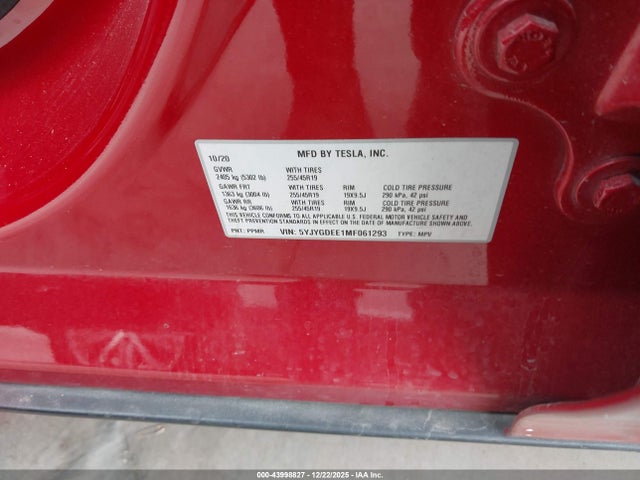 10/20 MFD BY TESLA, INC.
GVWR WITH TIRES
2405 kg (5302 lb) 255/45R19
GAWR FRT WITH TIRES RIM COLD TIRE PRESSURE
1363 kg (3004 lb) 255/45R19 19X9.5J 290 kPa, 42 psi
GAWR RR WITH TIRES RIM COLD TIRE PRESSURE
1636 kg (3606 lb) 255/45R19 19X9.5J 290 kPa, 42 psi
THIS VEHICLE CONFORMS TO ALL APPLICABLE U.S. FEDERAL MOTOR VEHICLE SAFETY AND
THEFT PREVENTION STANDARDS IN EFFECT ON THE DATE OF MANUFACTURE SHOWN ABOVE.
PNT: PPMR VIN: 5YJYGDEE1MF061293 TYPE: MPV
000-43998827 - 12/22/2025 - IAA Inc.